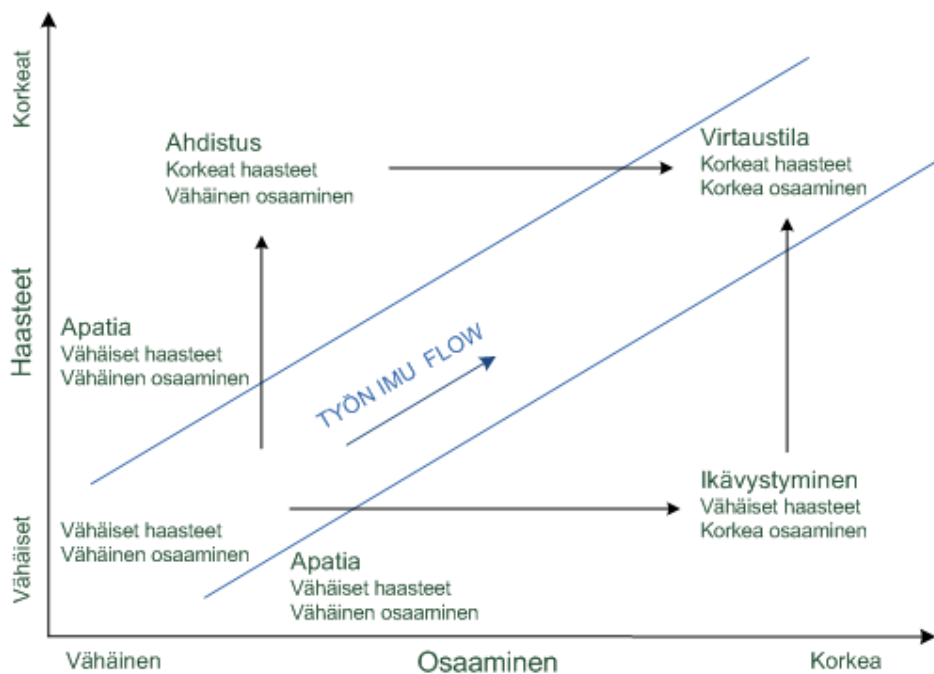 Korkeat
Haasteet
Vähäiset
Ahdistus
Korkeat haasteet
Vähäinen osaaminen
Virtaustila
Korkeat haasteet
Korkea osaaminen
Apatia
Vähäiset haasteet
Vähäinen osaaminen
TYÖN IMU FLOW
Vähäiset haasteet
Vähäinen osaaminen
Apatia
Vähäiset haasteet
Vähäinen osaaminen
Ikävystyminen
Vähäiset haasteet
Korkea osaaminen
Vähäinen
Osaaminen
Korkea